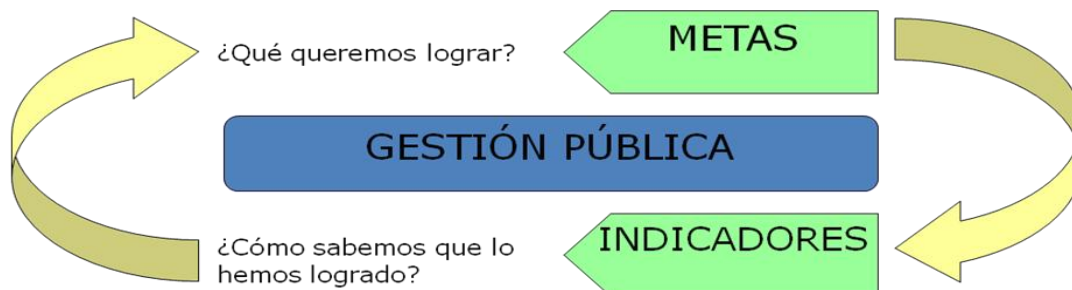 ¿Qué queremos lograr?
METAS
GESTIÓN PÚBLICA
¿Cómo sabemos que lo
hemos logrado?
INDICADORES